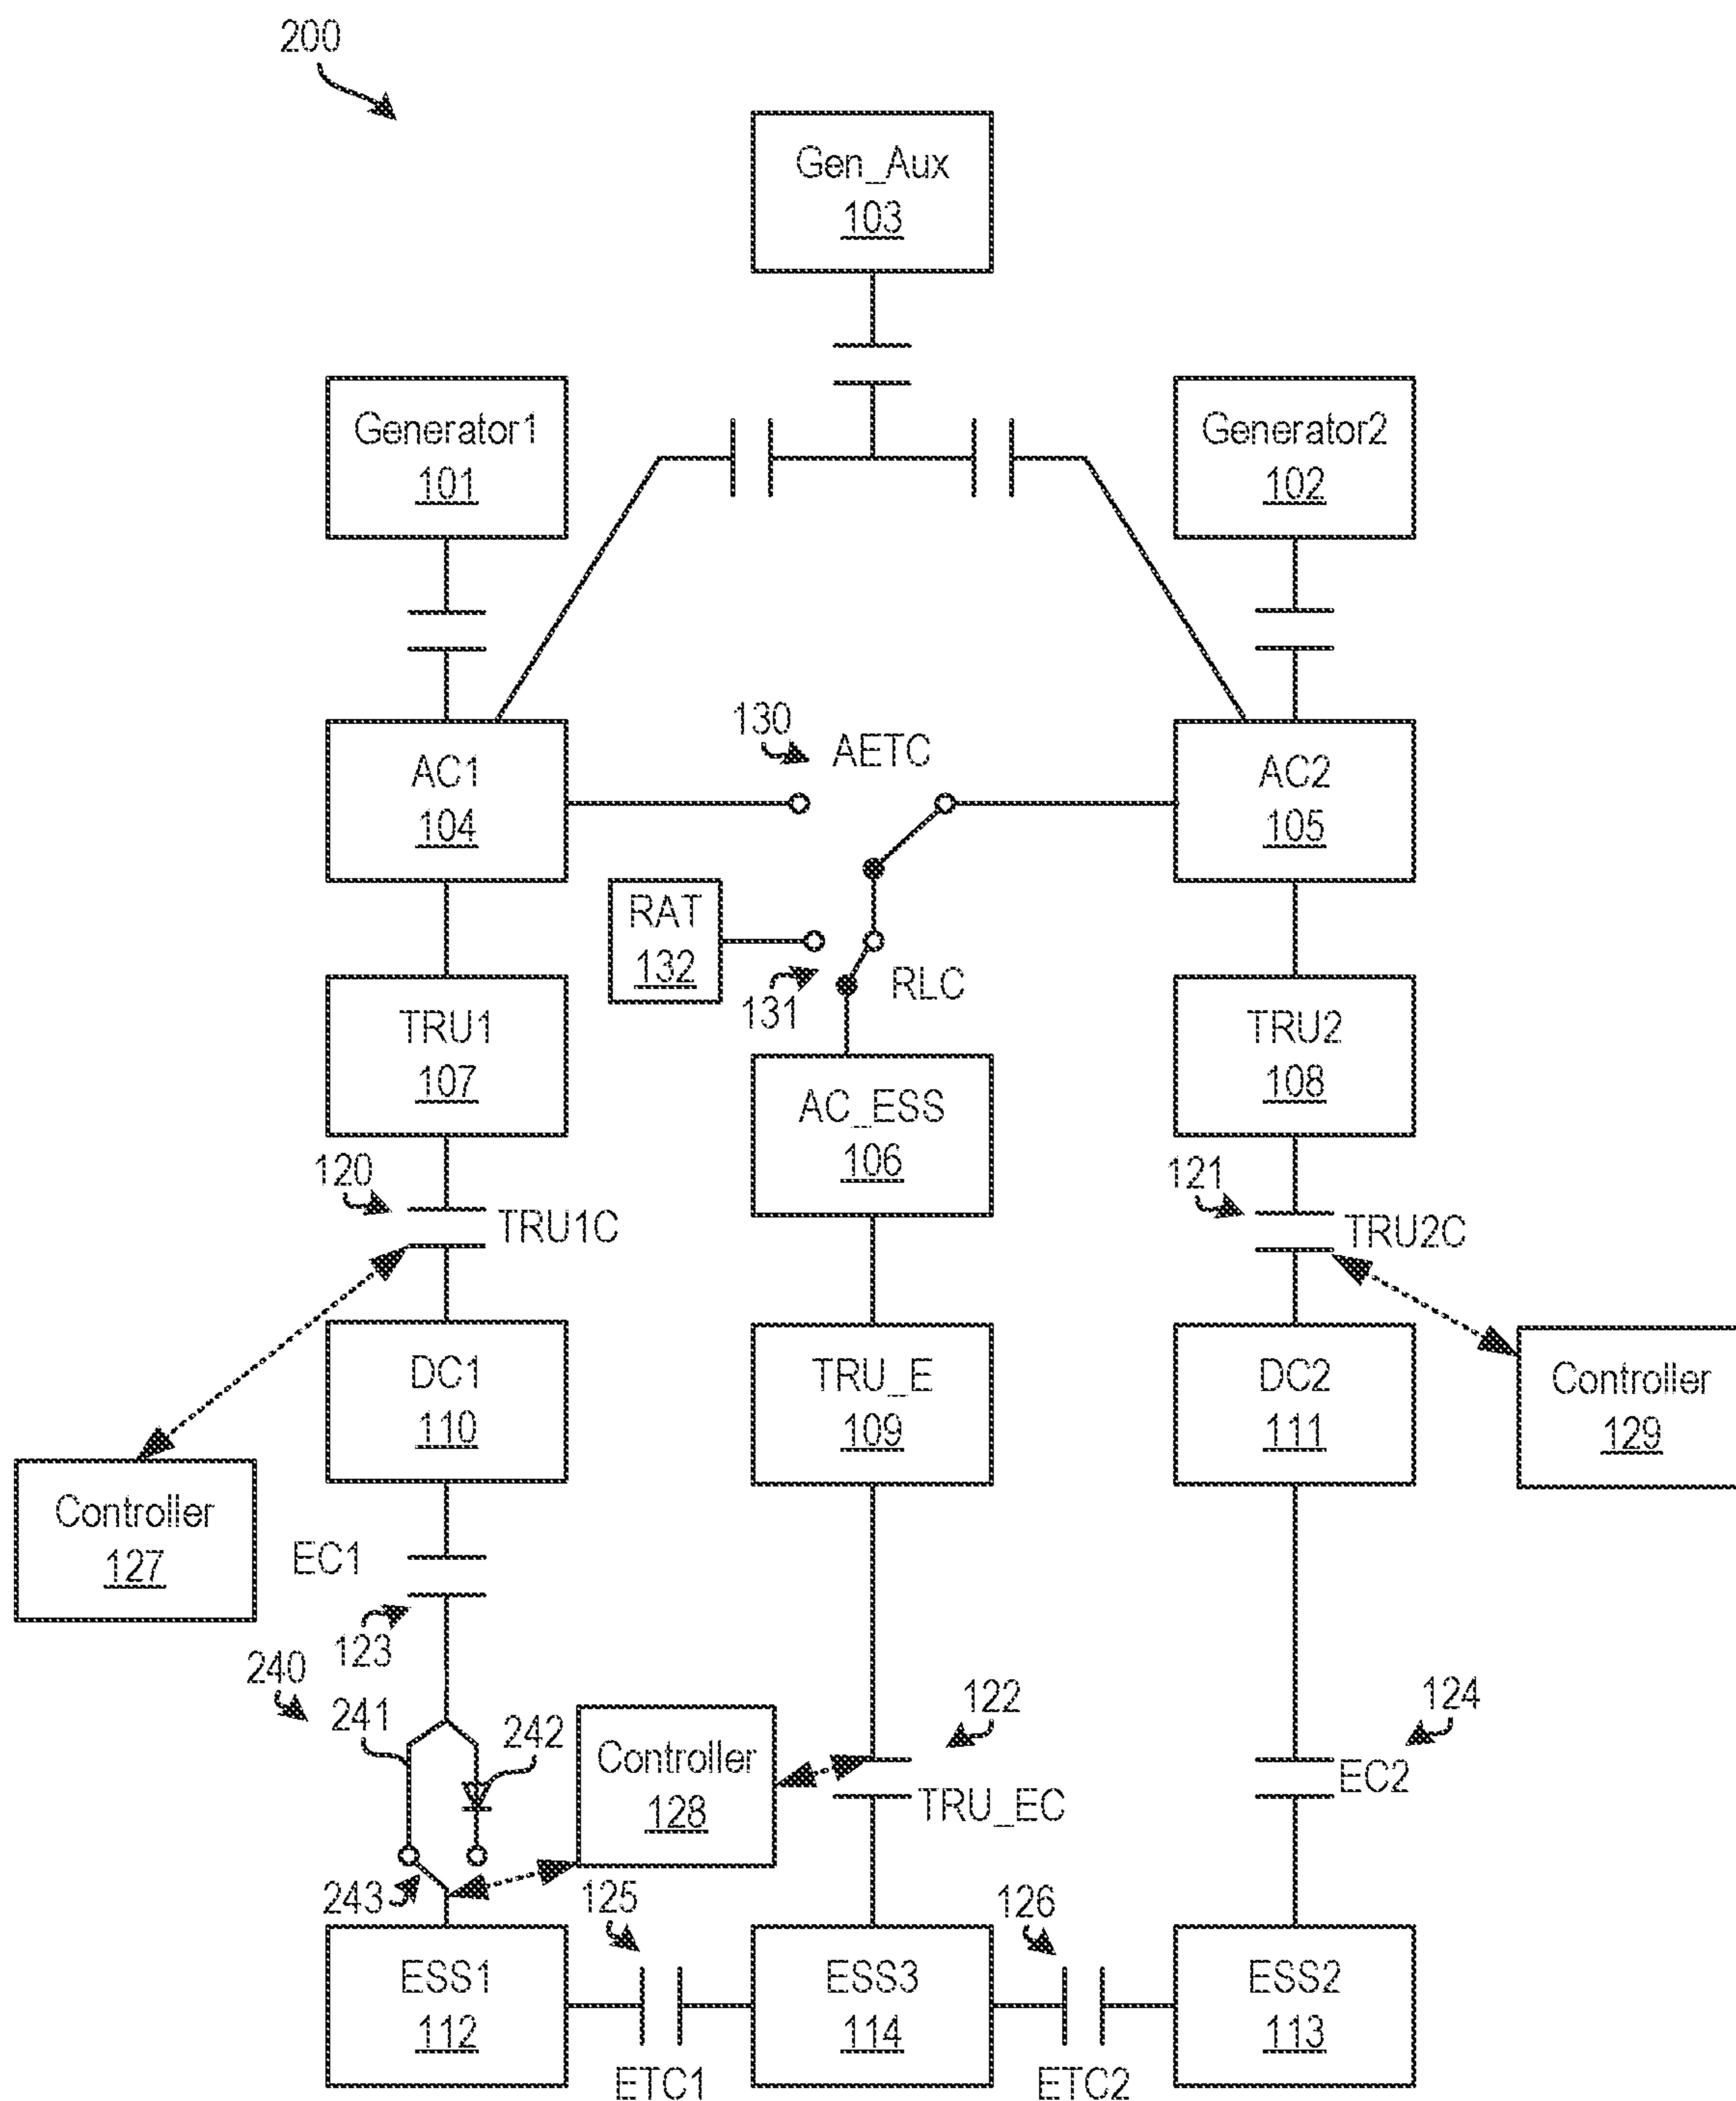 200
Gen_Aux
103
Generator1
101
Generator2
102
130
AETC
AC1
104
AC2
105
RAT
132
131
RLC
TRU1
107
TRU2
108
AC_ESS
106
120
TRU1C
121
TRU2C
DC1
110
TRU_E
109
DC2
111
Controller
129
Controller
127
EC1
123
240
241
242
Controller
128
122
TRU_EC
124
EC2
243
125
126
ESS1
112
ESS3
114
ESS2
113
ETC1
ETC2